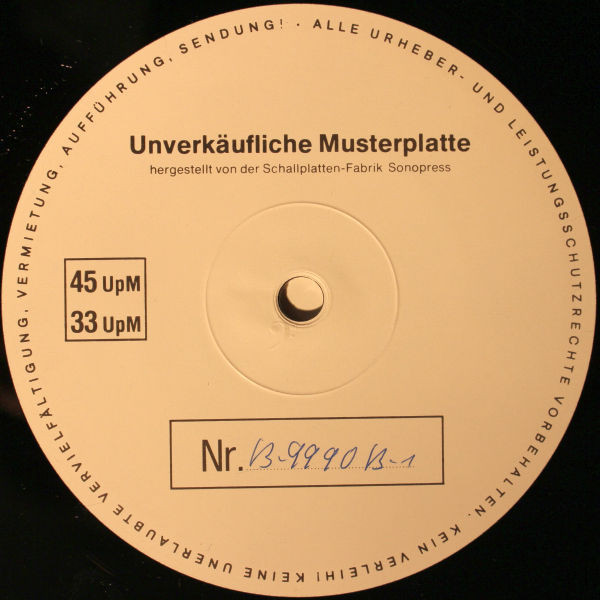 ALLE URHEBER- UND LEISTUNGSSCHUTZRECHTE VORBEHALTEN. KEIN VERLEIH! KEINE UNERLAUBTE VERVIELFÄLTIGUNG, VERMIETUNG, AUFFÜHRUNG, SENDUNG! ·
Unverkäufliche Musterplatte
hergestellt von der Schallplatten-Fabrik Sonopress
45 UpM
33 UpM
Nr. B-9990 B-1